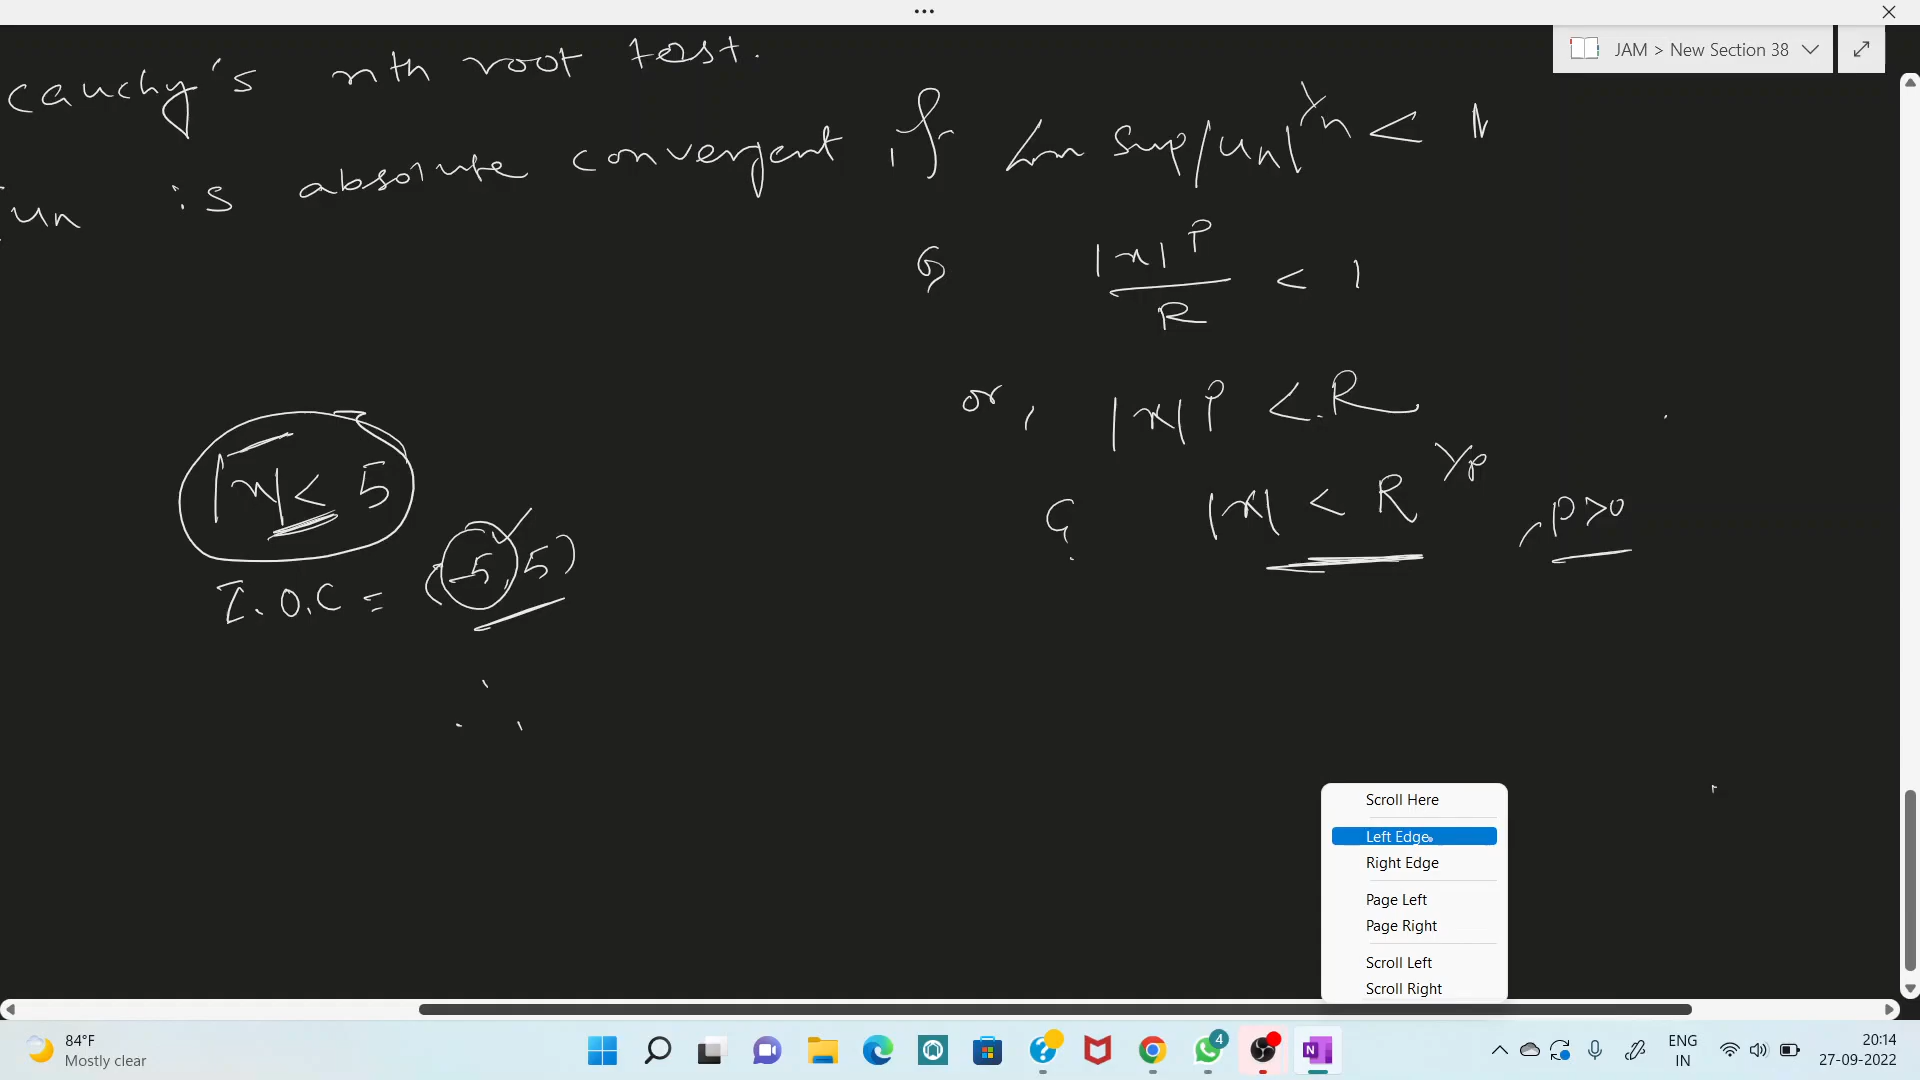 JAM > New Section 38
cauchy's nth root test.
un is absolute convergent if Lim sup |un|^1/n < 1
|x|^p / R < 1
or, |x|^p < R
|x| < R^1/p, p>0
|x| < 5
I.O.C = (-5, 5)
Scroll Here
Left Edge
Right Edge
Page Left
Page Right
Scroll Left
Scroll Right
84°F
Mostly clear
4
ENG
IN
20:14
27-09-2022